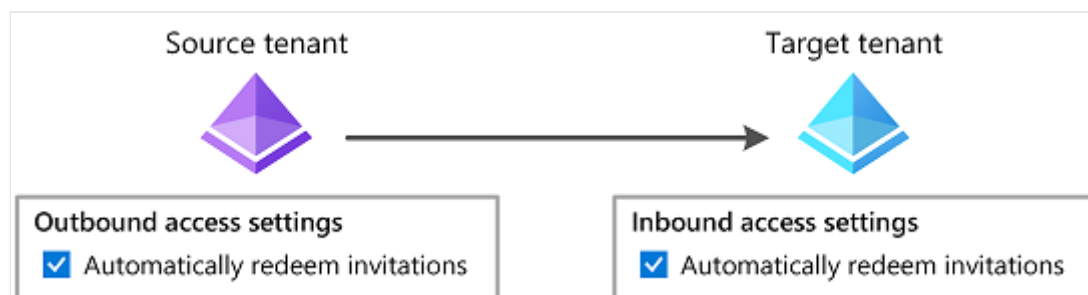 Source tenant
Target tenant
Outbound access settings
Automatically redeem invitations
Inbound access settings
Automatically redeem invitations